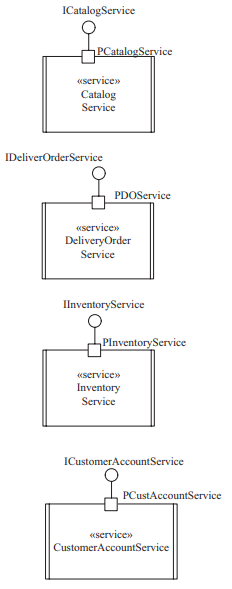 ICatalogService
PCatalogService
«service»
Catalog
Service
IDeliverOrderService
PDOService
«service»
DeliveryOrder
Service
IInventoryService
PInventoryService
«service»
Inventory
Service
ICustomerAccountService
PCustAccountService
«service»
CustomerAccountService